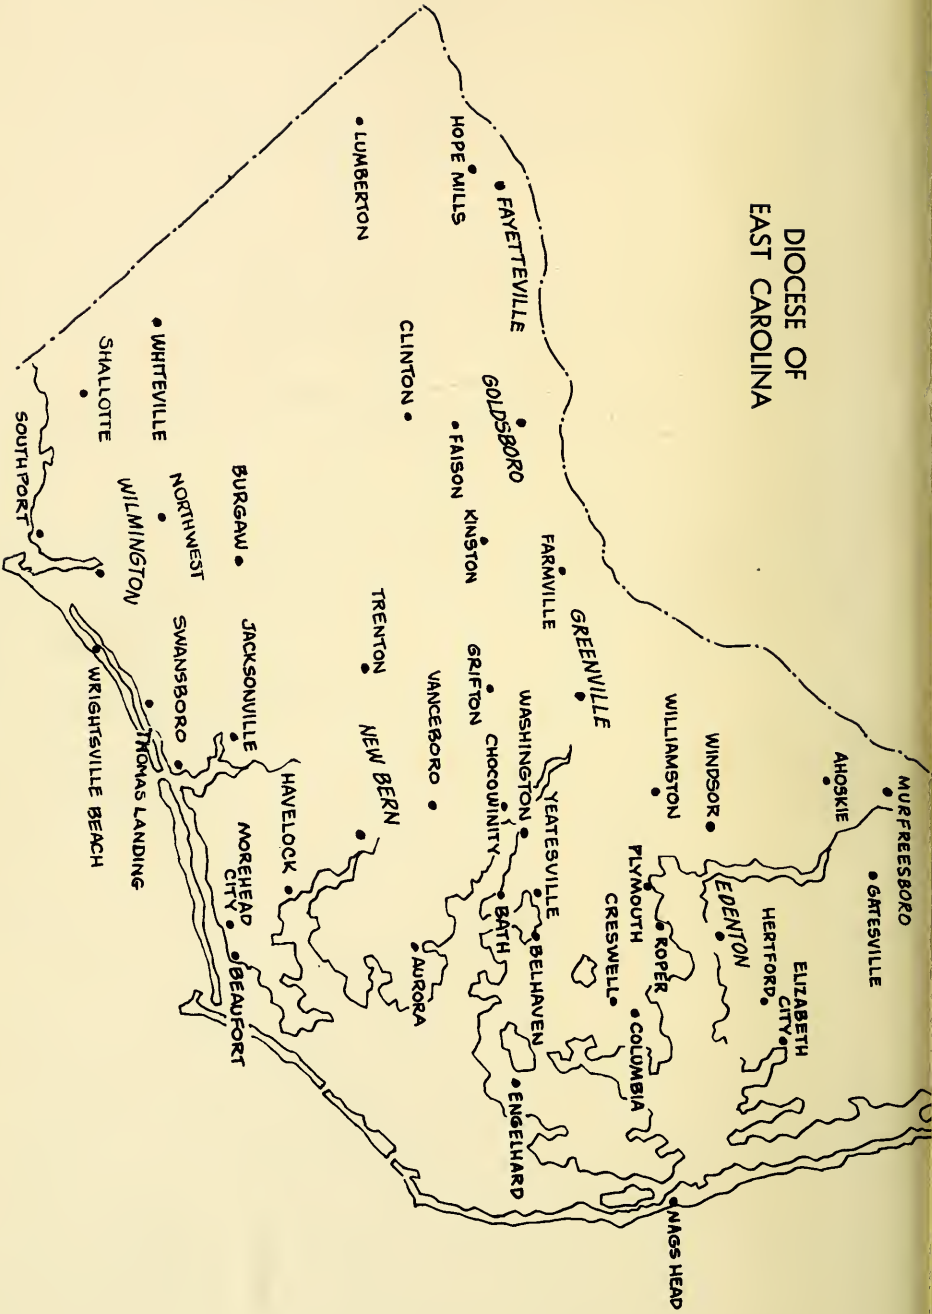 DIOCESE OF
EAST CAROLINA
MURFREESBORO
GATESVILLE
AHOSKIE
ELIZABETH
CITY
HERTFORD
EDENTON
WINDSOR
WILLIAMSTON
NAGS HEAD
PLYMOUTH
ROPER
COLUMBIA
CRESWELL
GREENVILLE
FARMVILLE
YEATESVILLE
BELHAVEN
WASHINGTON
ENGELHARD
FAYETTEVILLE
GOLDSBORO
CHOCOWINITY
BATH
GRIFTON
KINSTON
HOPE MILLS
FAISON
VANCEBORO
AURORA
CLINTON
TRENTON
NEW BERN
LUMBERTON
HAVELOCK
JACKSONVILLE
BURGAW
MOREHEAD
CITY
BEAUFORT
SWANSBORO
NORTHWEST
WHITEVILLE
THOMAS LANDING
WILMINGTON
SHALLOTTE
WRIGHTSVILLE BEACH
SOUTHPORT